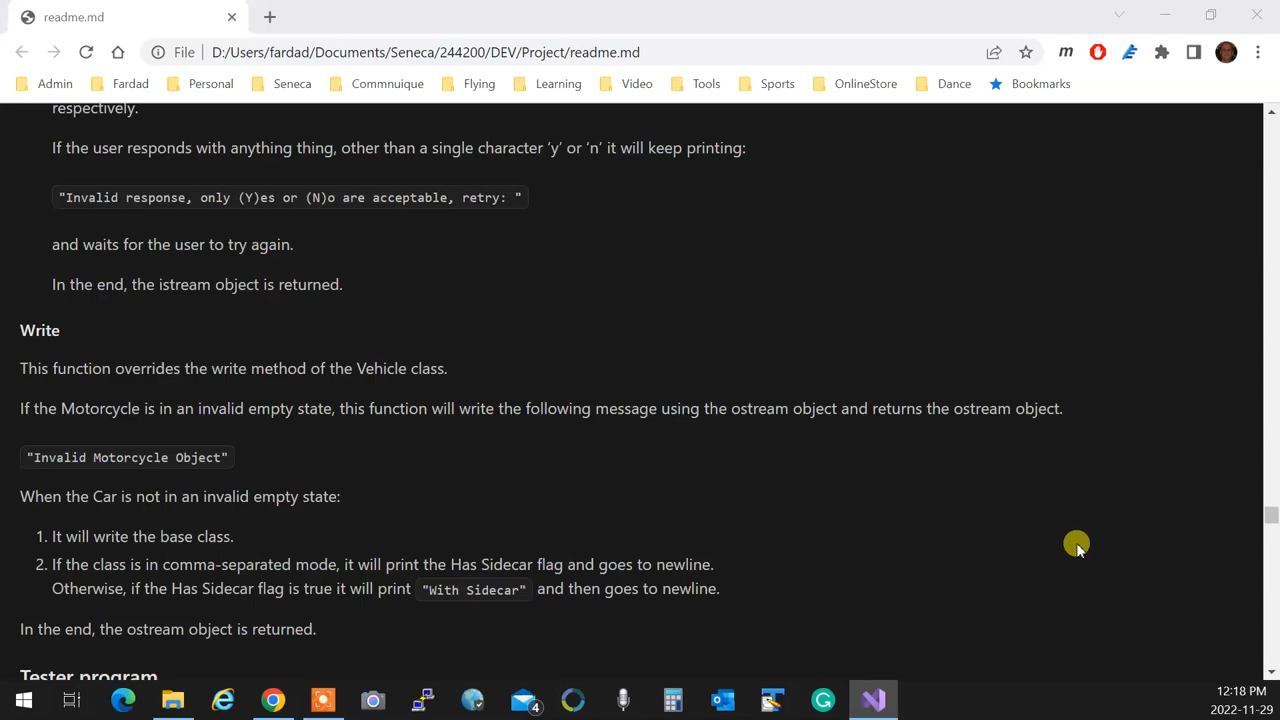 readme.md
File D:/Users/fardad/Documents/Seneca/244200/DEV/Project/readme.md
m
Admin Fardad Personal Seneca Commnuique Flying Learning Video Tools Sports OnlineStore Dance Bookmarks
respectively.
If the user responds with anything thing, other than a single character ‘y’ or ‘n’ it will keep printing:
"Invalid response, only (Y)es or (N)o are acceptable, retry: "
and waits for the user to try again.
In the end, the istream object is returned.
Write
This function overrides the write method of the Vehicle class.
If the Motorcycle is in an invalid empty state, this function will write the following message using the ostream object and returns the ostream object.
"Invalid Motorcycle Object"
When the Car is not in an invalid empty state:
1. It will write the base class.
2. If the class is in comma-separated mode, it will print the Has Sidecar flag and goes to newline.
Otherwise, if the Has Sidecar flag is true it will print "With Sidecar" and then goes to newline.
In the end, the ostream object is returned.
Tester program
4
12:18 PM
2022-11-29